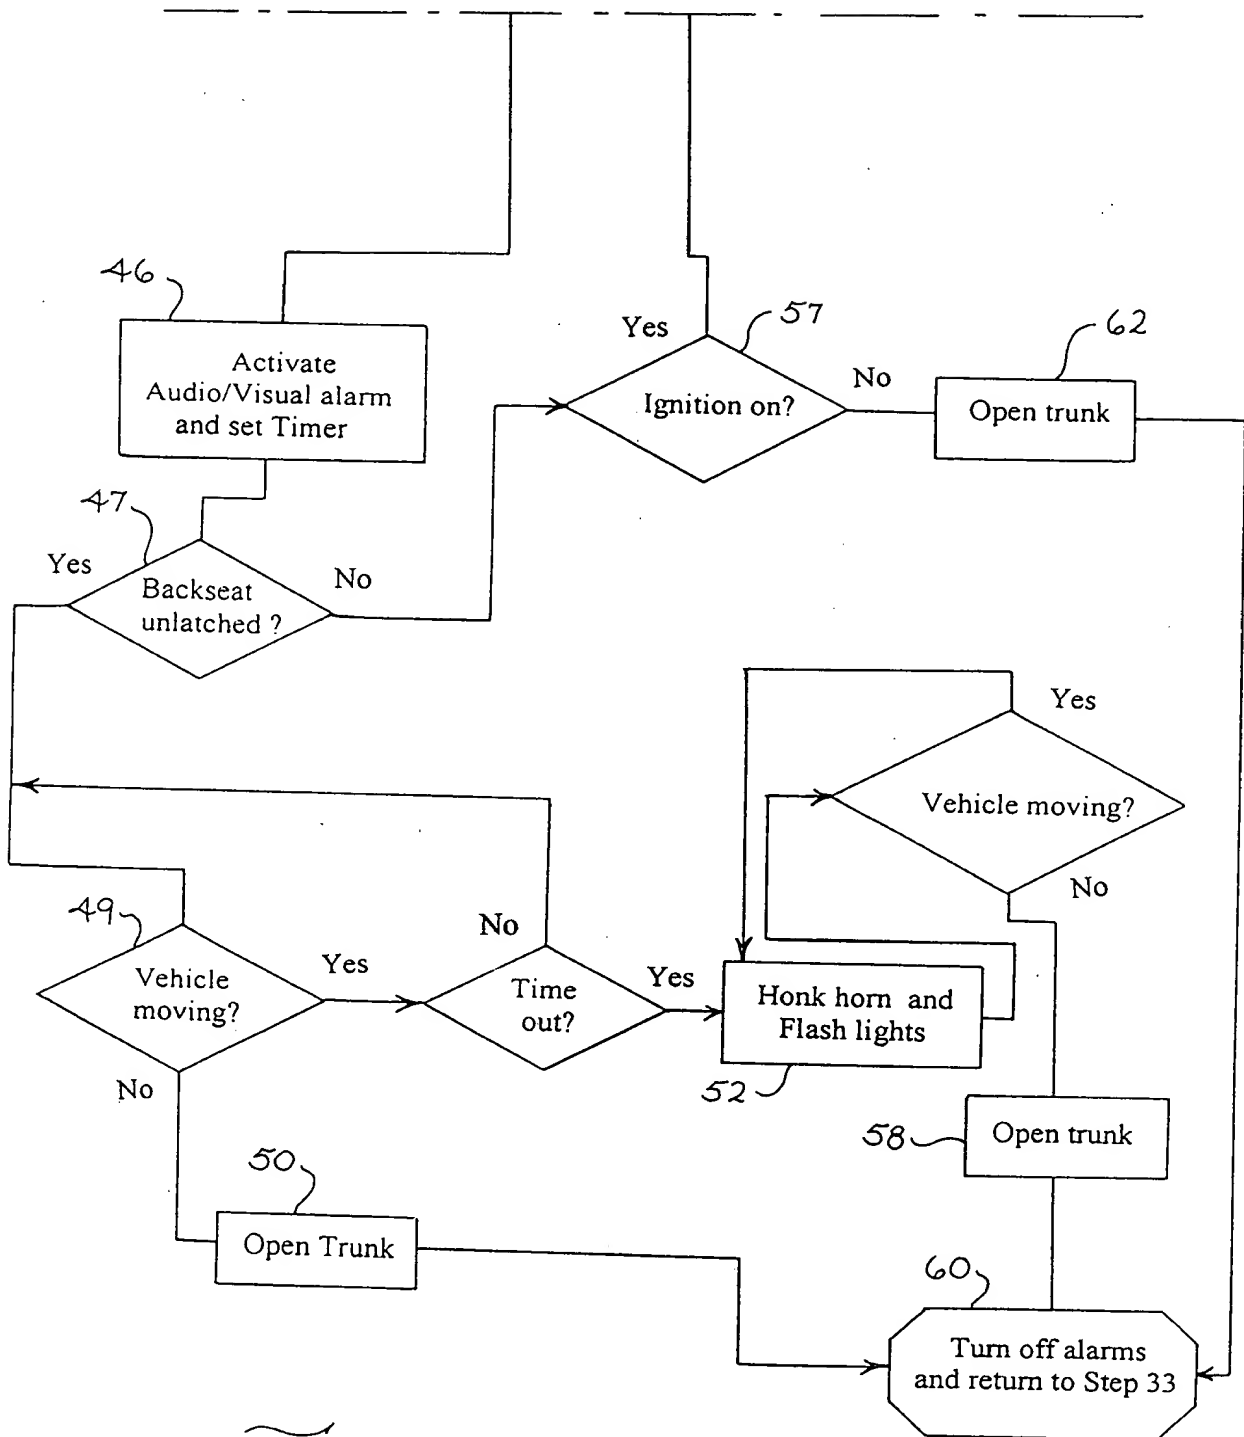 46
Activate
Audio/Visual alarm
and set Timer
Yes
57
Ignition on?
No
62
Open trunk
47
Yes
Backseat
unlatched ?
No
Yes
Vehicle moving?
No
49
Vehicle
moving?
Yes
No
No
Time
out?
Yes
Honk horn and
Flash lights
52
58
Open trunk
50
Open Trunk
60
Turn off alarms
and return to Step 33